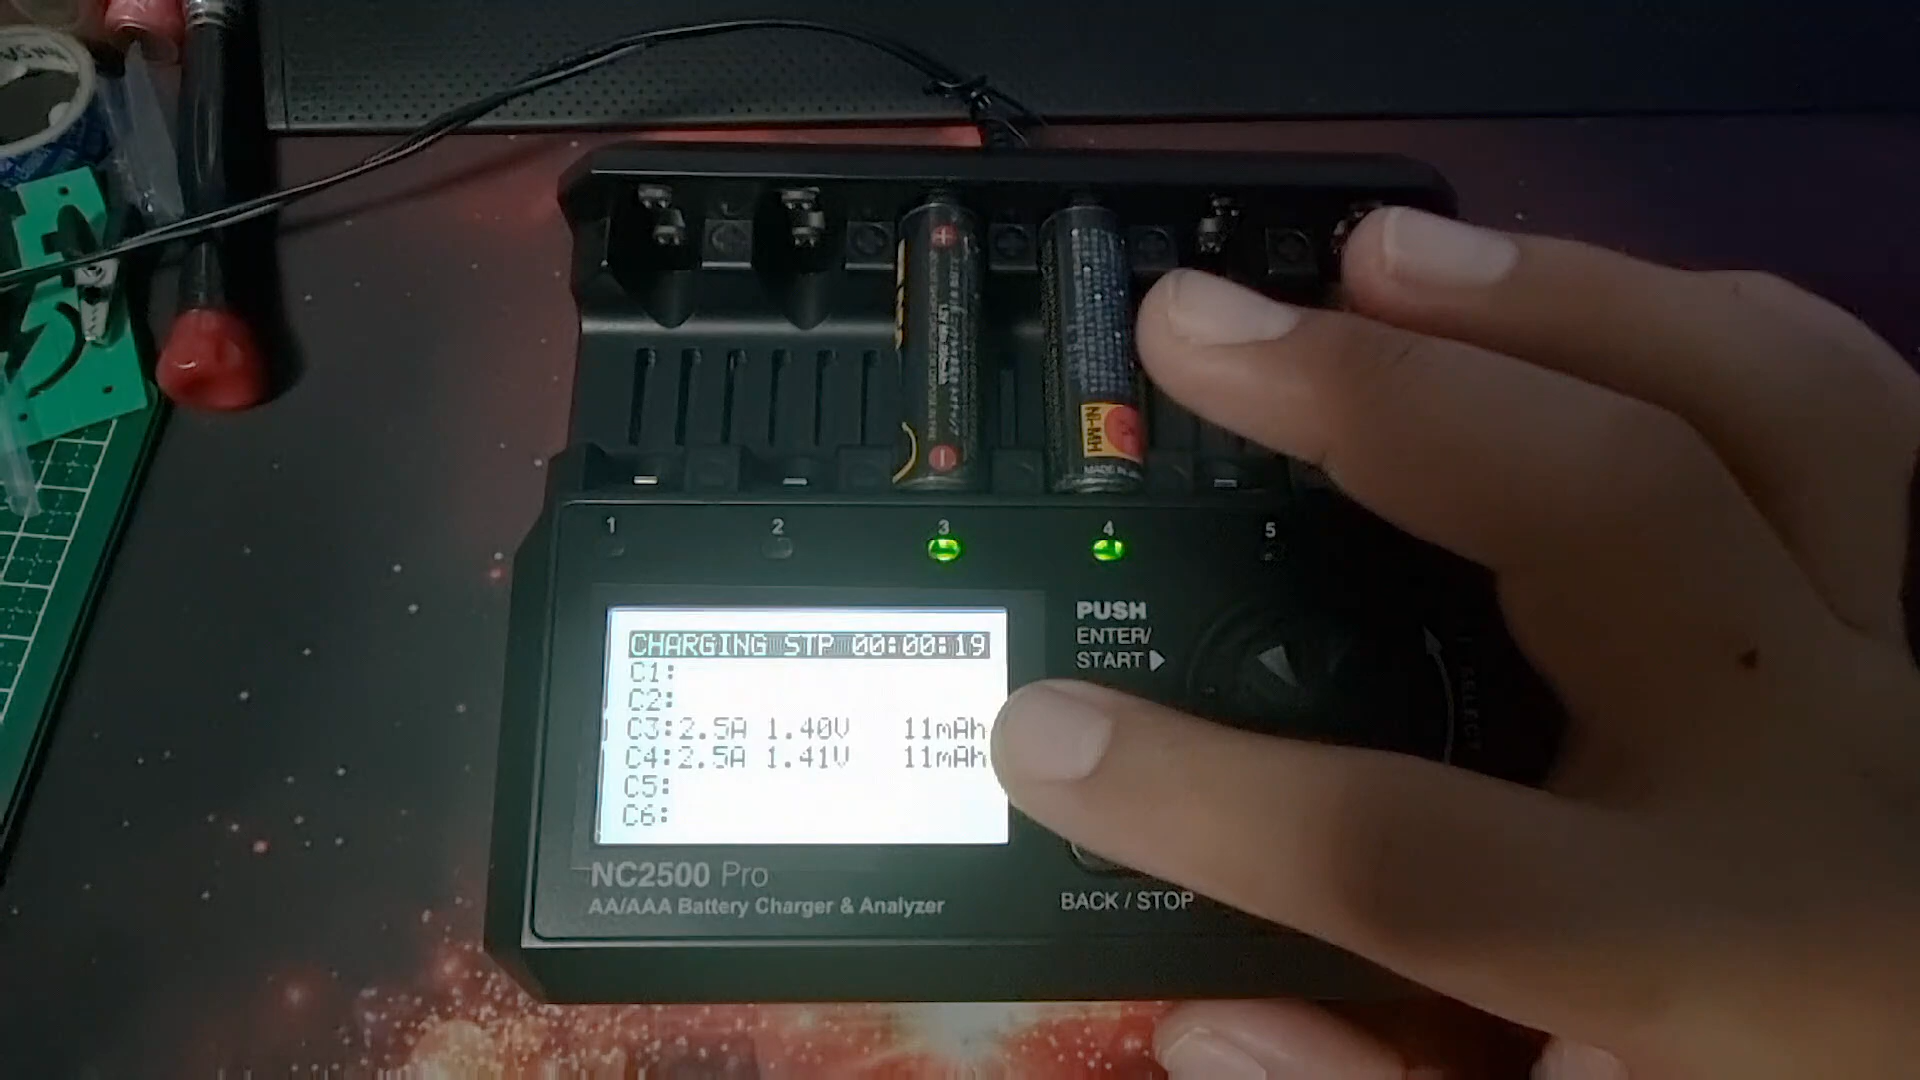 Ni-MH
1 2 3 4 5
CHARGING STP 00:00:19
C1:
C2:
C3:2.5A 1.40V 11mAh
C4:2.5A 1.41V 11mAh
C5:
C6:
PUSH
ENTER/
START
NC2500 Pro
AA/AAA Battery Charger & Analyzer
BACK / STOP